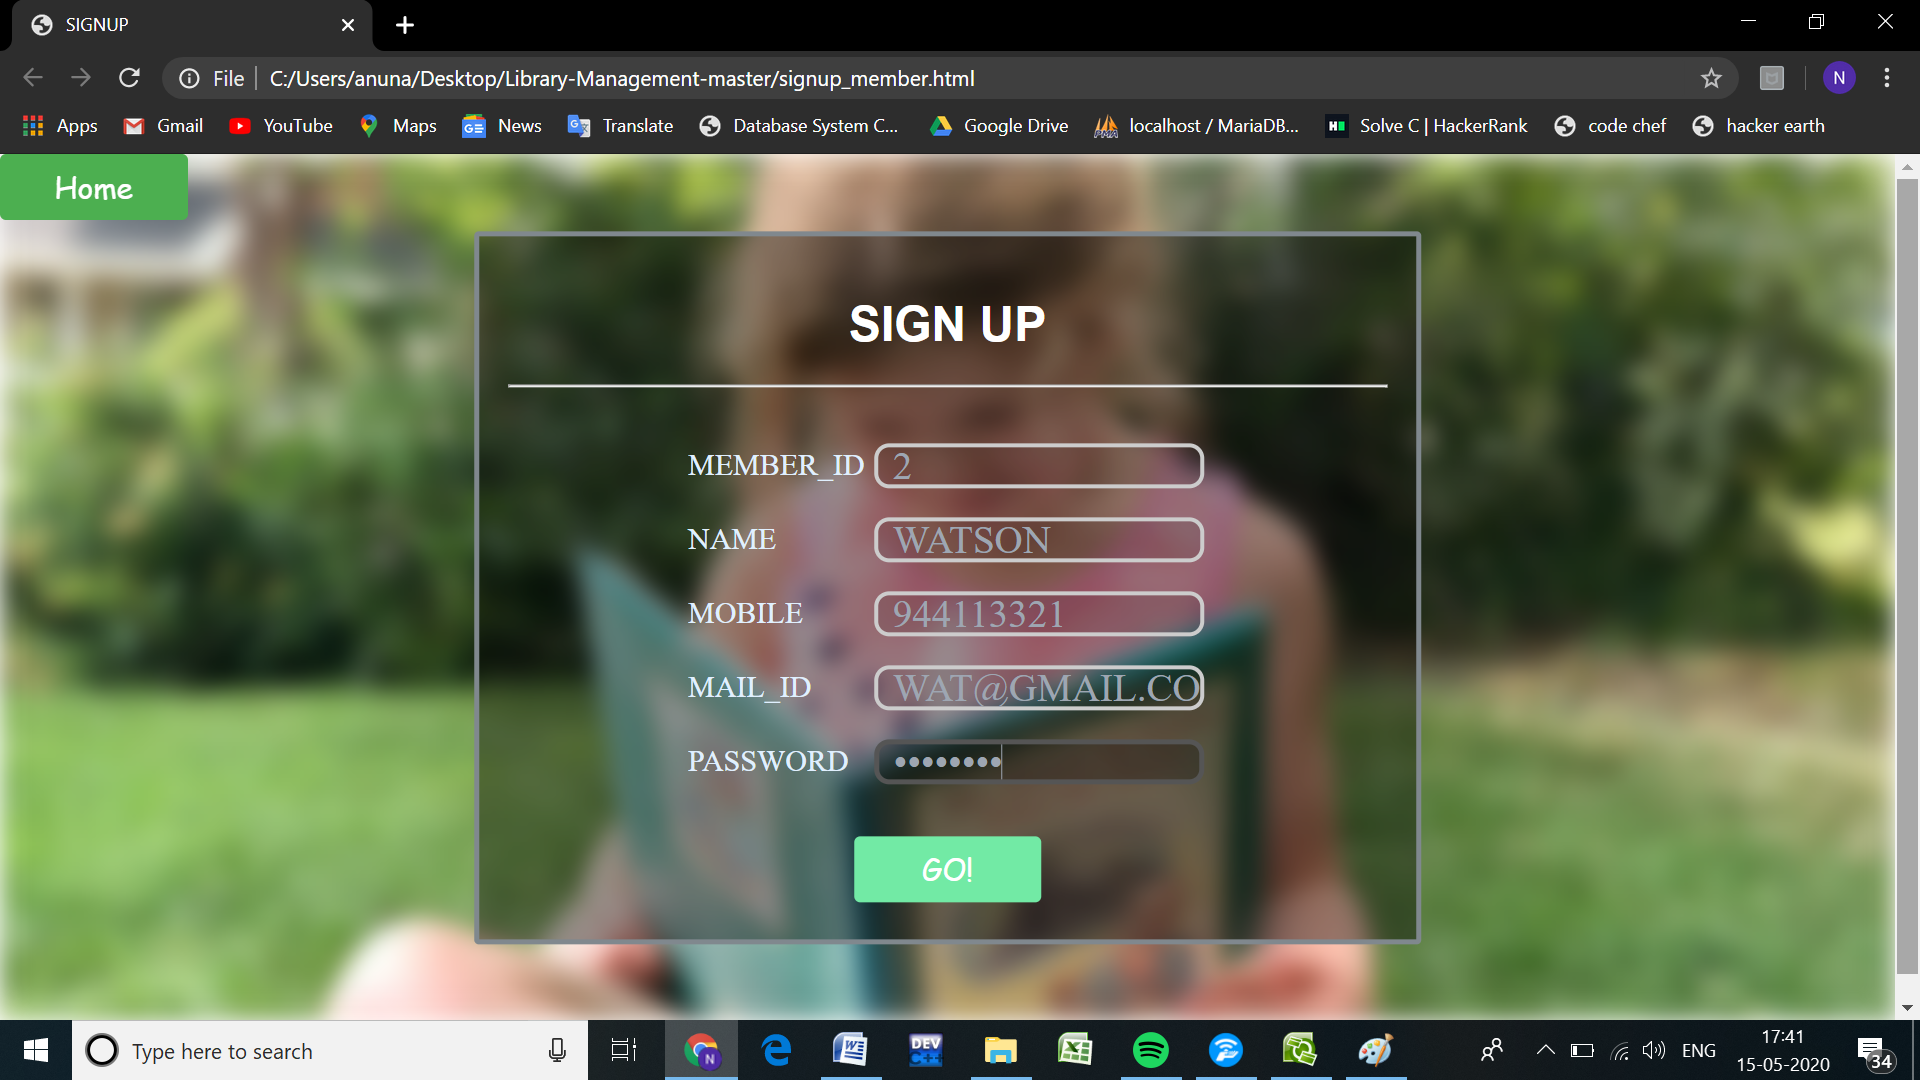 SIGNUP
File
C:/Users/anuna/Desktop/Library-Management-master/signup_member.html
N
Apps
Gmail
YouTube
Maps
News
Translate
Database System C...
Google Drive
localhost / MariaDB...
Solve C | HackerRank
code chef
hacker earth
Home
SIGN UP
MEMBER_ID 2
NAME WATSON
MOBILE 944113321
MAIL_ID WAT@GMAIL.CO
PASSWORD ••••••••
GO!
Type here to search
N
DEV C++
ENG
17:41
15-05-2020
34